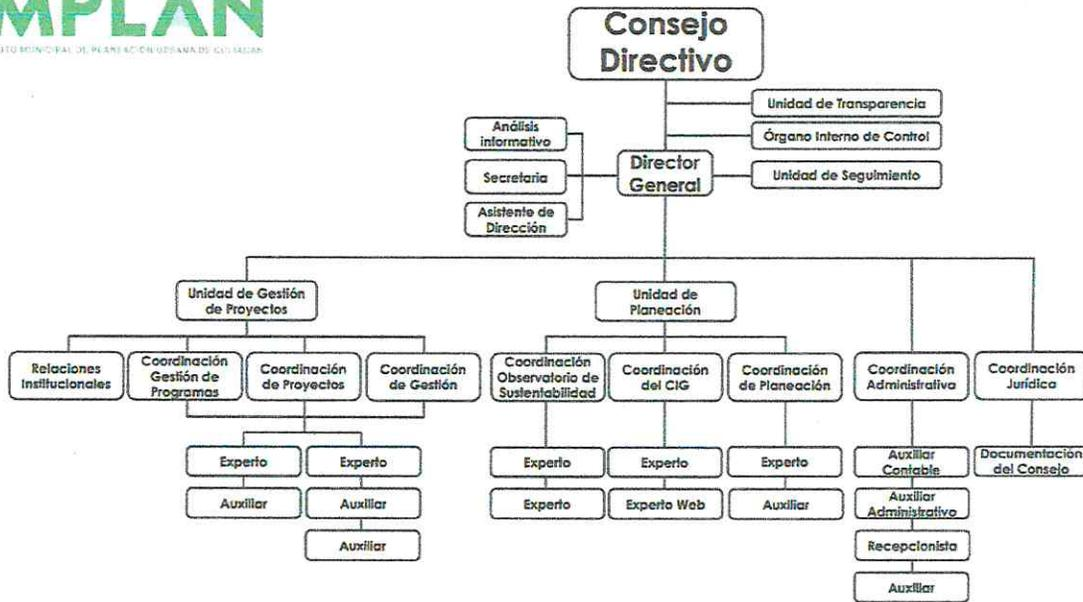 MPLAN
Consejo
Directivo
Unidad de Transparencia
Órgano Interno de Control
Análisis
informativo
Director
General
Secretaria
Unidad de Seguimiento
Asistente de
Dirección
Unidad de Gestión
de Proyectos
Unidad de
Planeación
Relaciones
Institucionales
Coordinación
Gestión de
Programas
Coordinación
de Proyectos
Coordinación
de Gestión
Coordinación
Observatorio de
Sustentabilidad
Coordinación
del CIG
Coordinación
de Planeación
Coordinación
Administrativa
Coordinación
Jurídica
Experto
Experto
Experto
Experto
Experto
Auxiliar
Contable
Documentación
del Consejo
Auxiliar
Auxiliar
Experto
Experto Web
Auxiliar
Auxiliar
Administrativo
Auxiliar
Recepcionista
Auxiliar